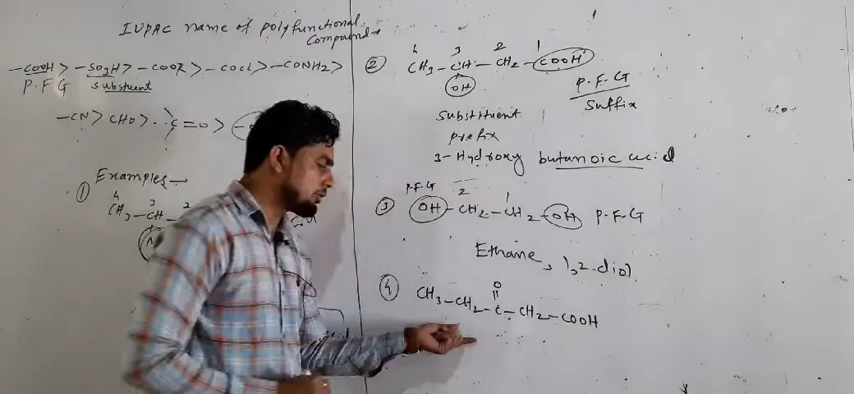 IUPAC name of polyfunctional
Compound
-COOH > -SO3H > -COOR > -COCl > -CONH2 >
P.F.G substuent
-CN > CHO > C=O >
Examples
① 4 3 2
CH3-CH-
② 4 3 2 1
CH3-CH-CH2-COOH
OH
P.F.G
Suffix
Substituent
prefix
3-Hydroxy butanoic acid
P.F.G 2 1
③ OH-CH2-CH2-OH P.F.G
Ethane, 1,2-diol
O
④ CH3-CH2-C-CH2-COOH